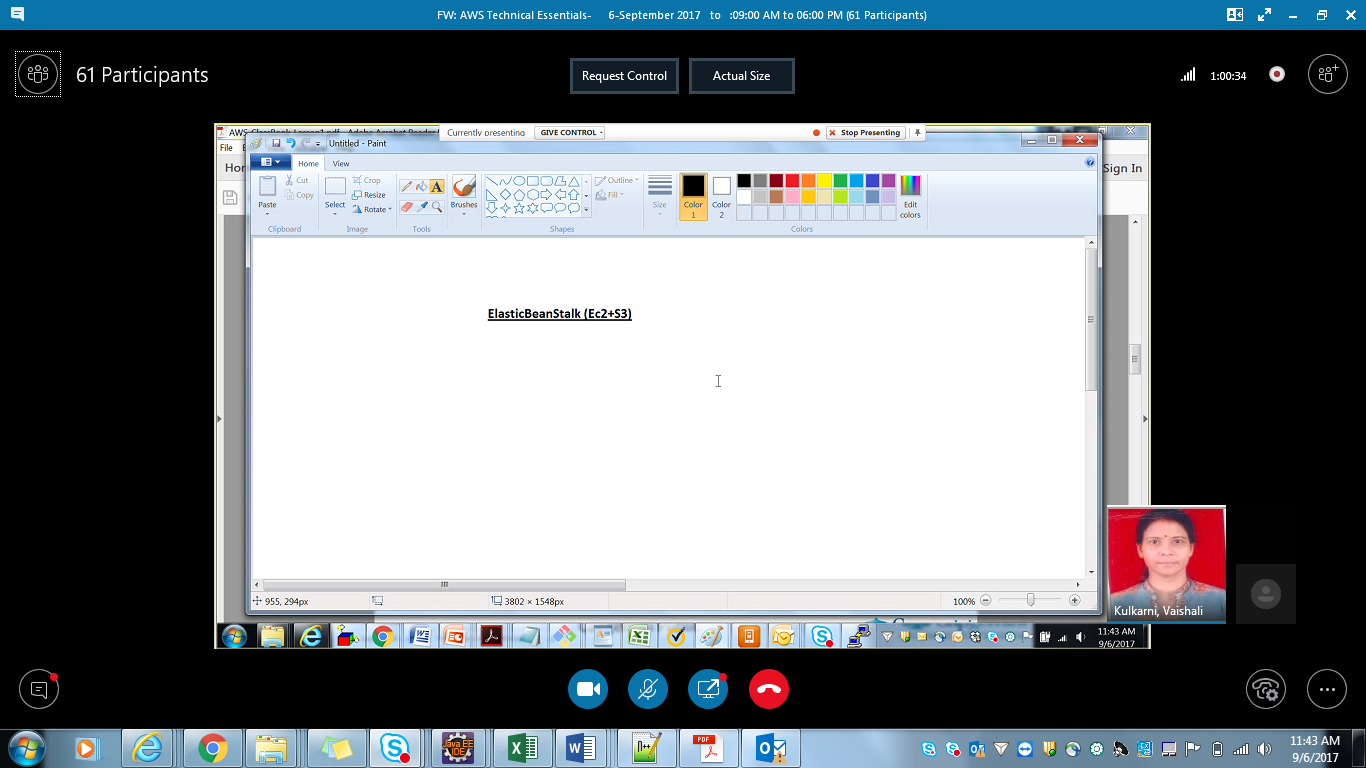 FW: AWS Technical Essentials- 6-September 2017 to :09:00 AM to 06:00 PM (61 Participants)
61 Participants
Request Control
Actual Size
1:00:34
Currently presenting
GIVE CONTROL
Stop Presenting
Untitled - Paint
File
Home
View
Sign In
Paste
Cut
Copy
Clipboard
Select
Crop
Resize
Rotate
Image
A
Tools
Brushes
Outline
Fill
Shapes
Size
Color 1
Color 2
Edit colors
Colors
ElasticBeanStalk (Ec2+S3)
955, 294px
3802 × 1548px
100%
Kulkarni, Vaishali
11:43 AM
9/6/2017
Java EE IDE
PDF
11:43 AM
9/6/2017